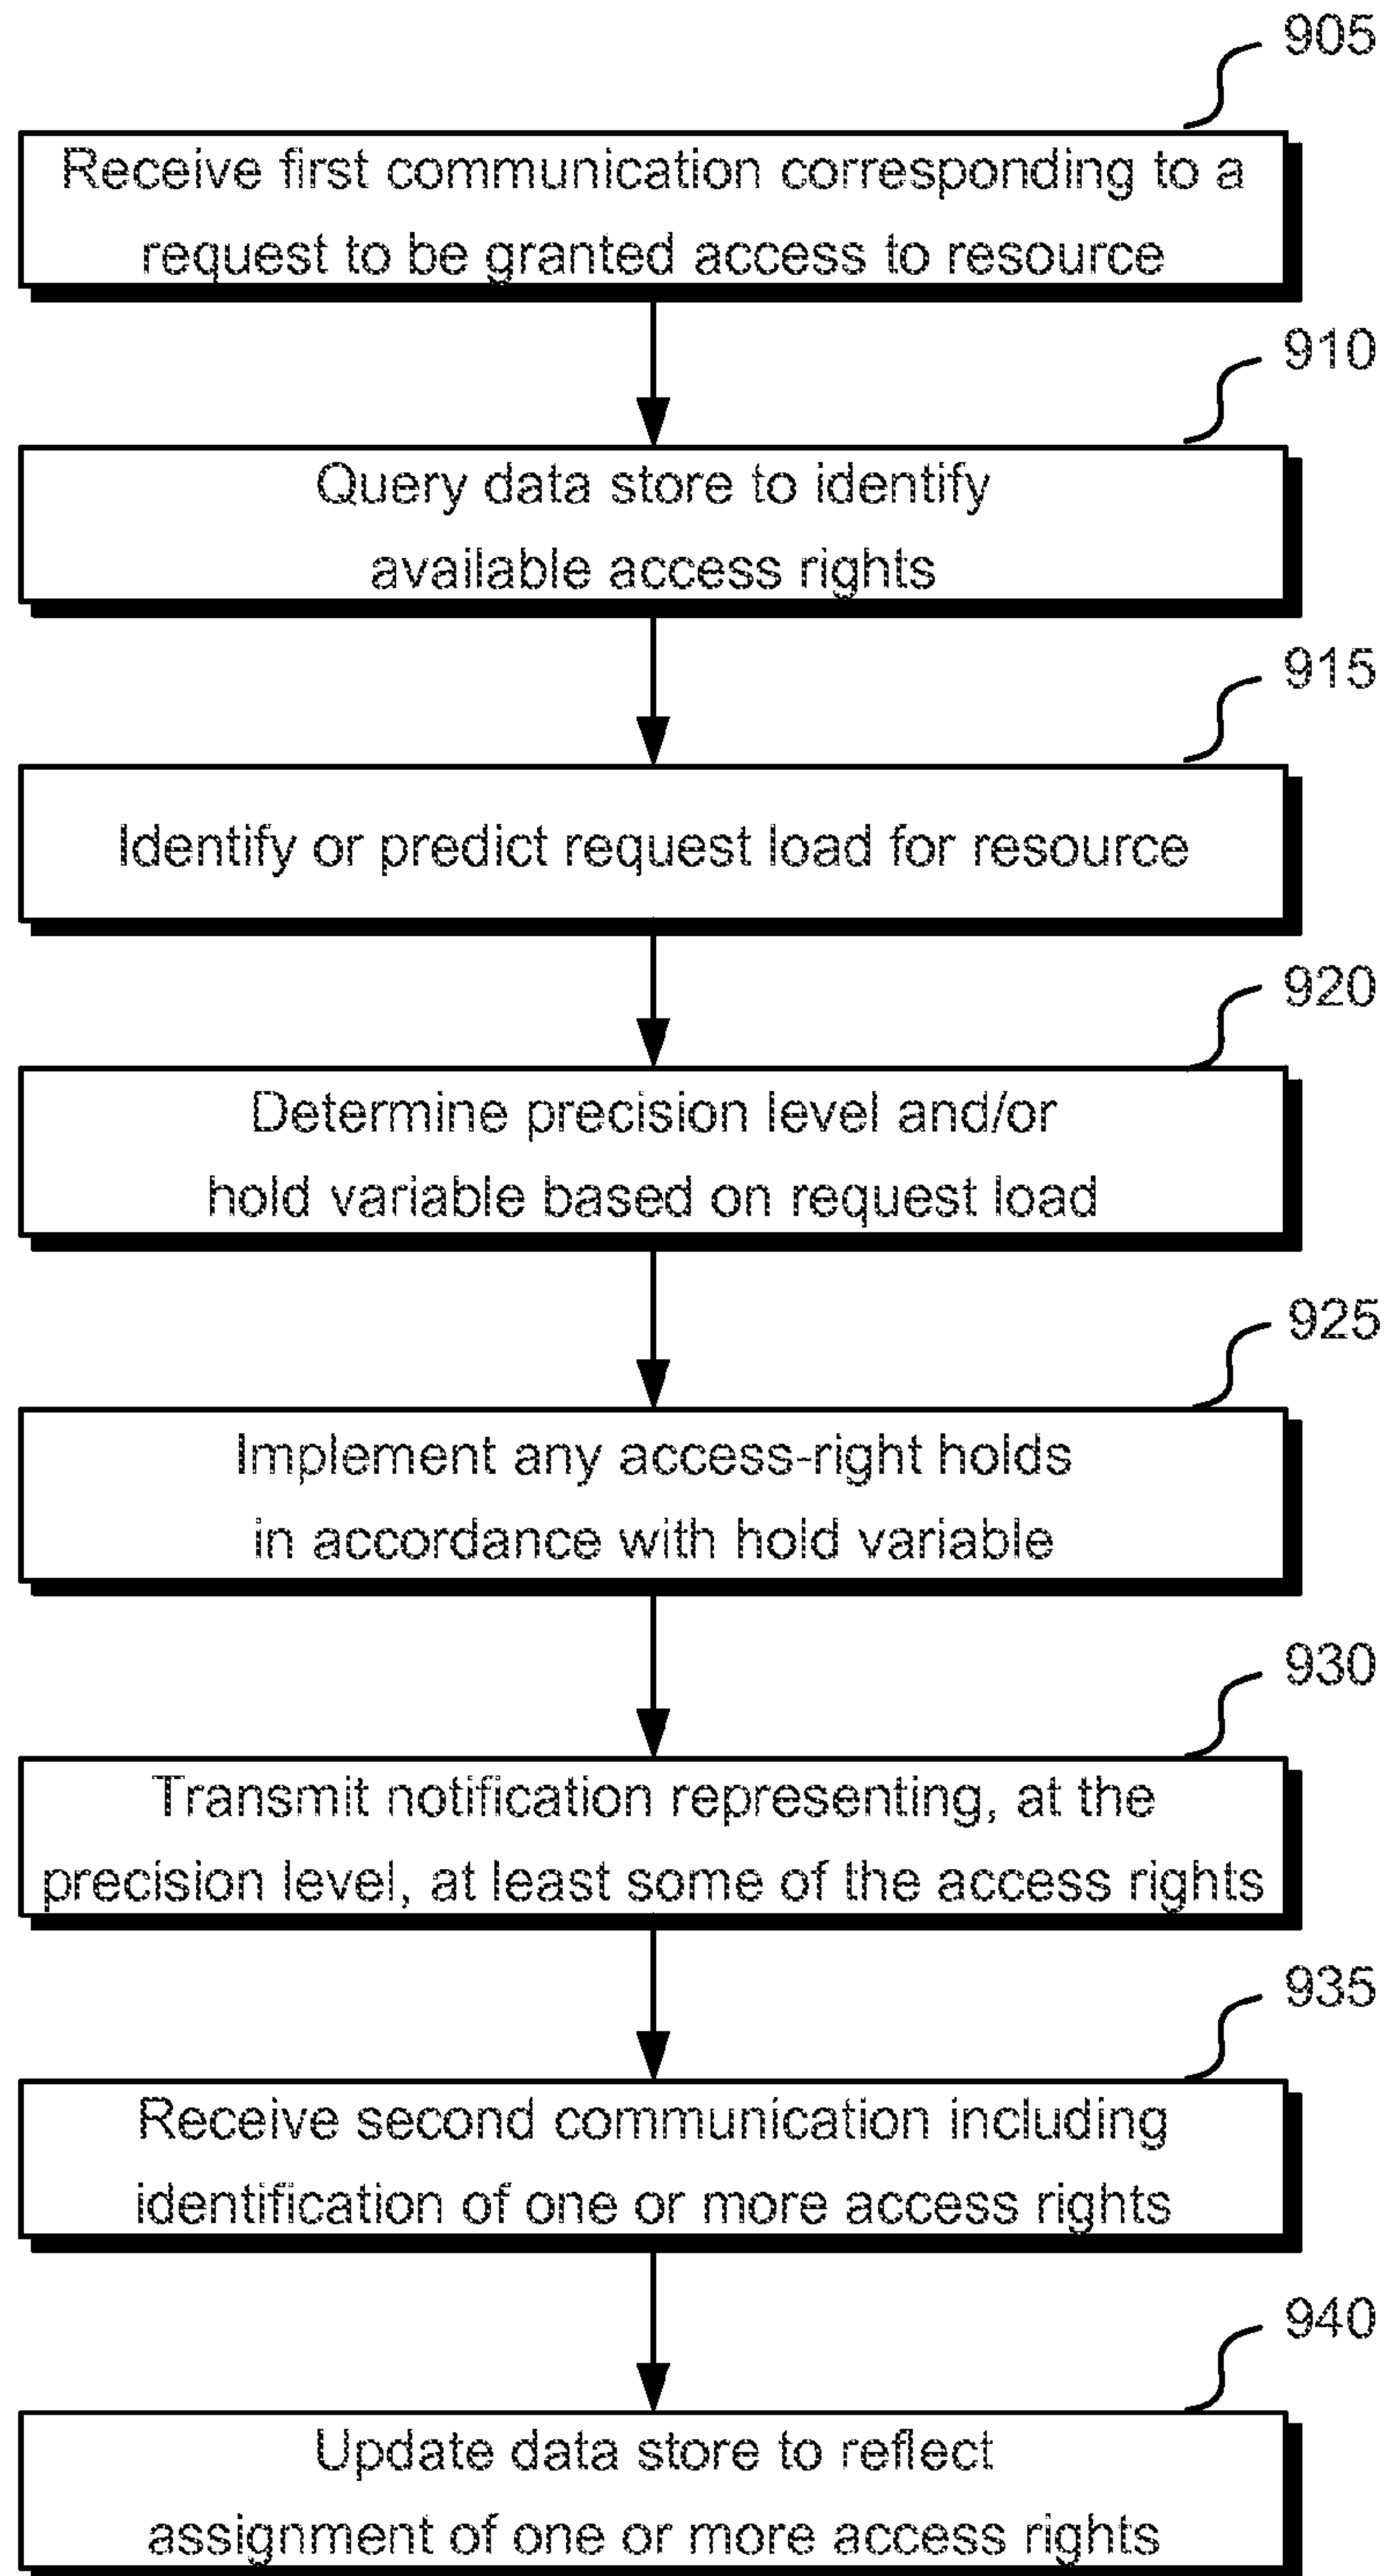 905
Receive first communication corresponding to a
request to be granted access to resource
910
Query data store to identify
available access rights
915
Identify or predict request load for resource
920
Determine precision level and/or
hold variable based on request load
925
Implement any access-right holds
in accordance with hold variable
930
Transmit notification representing, at the
precision level, at least some of the access rights
935
Receive second communication including
identification of one or more access rights
940
Update data store to reflect
assignment of one or more access rights